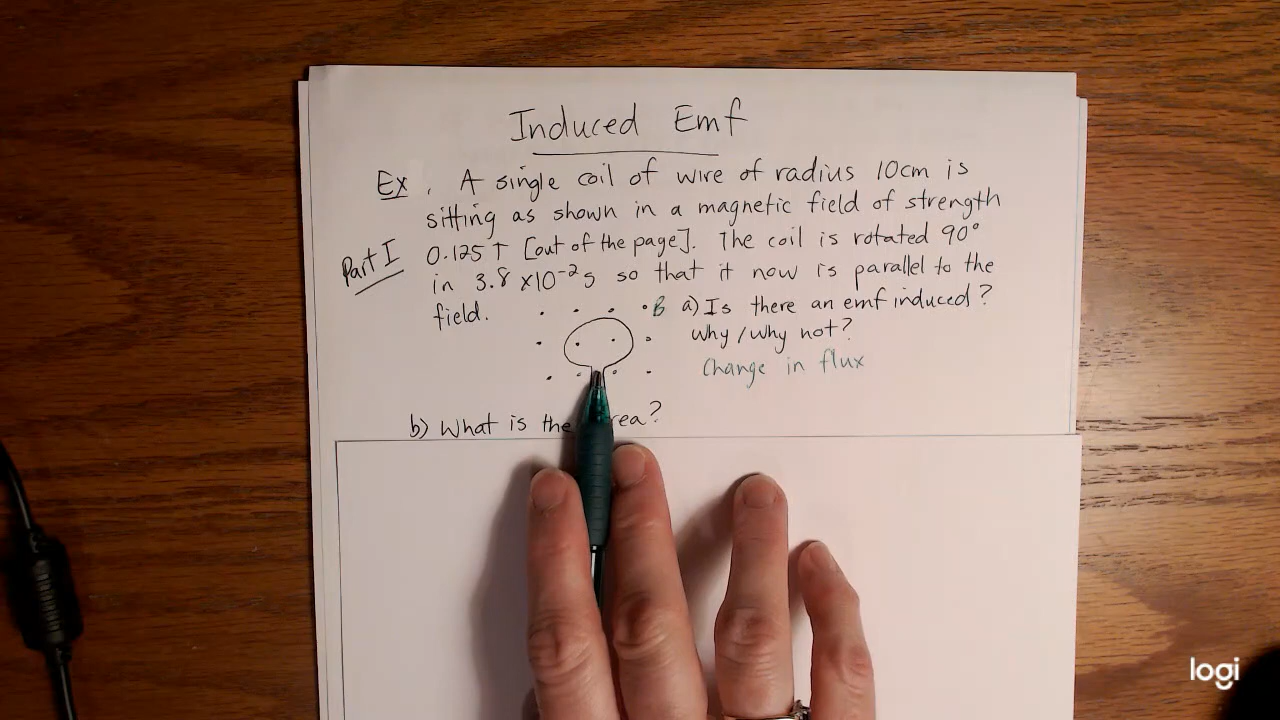 Induced Emf
Ex. A single coil of wire of radius 10cm is
sitting as shown in a magnetic field of strength
Part I
0.125 T [out of the page]. The coil is rotated 90°
in 3.8 x10⁻²s so that it now is parallel to the
field.
B
a) Is there an emf induced?
Why/Why not?
Change in flux
b) What is the rea?
logi